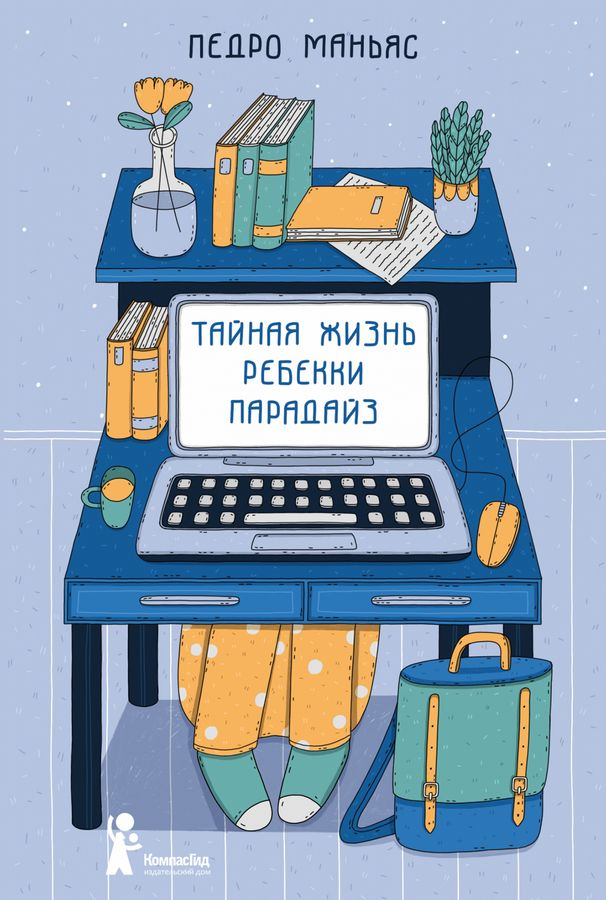 ПЕДРО МАНЬЯС
ТАЙНАЯ ЖИЗНЬ
РЕБЕККИ
ПАРАДАЙЗ
КомпасГид
издательский дом